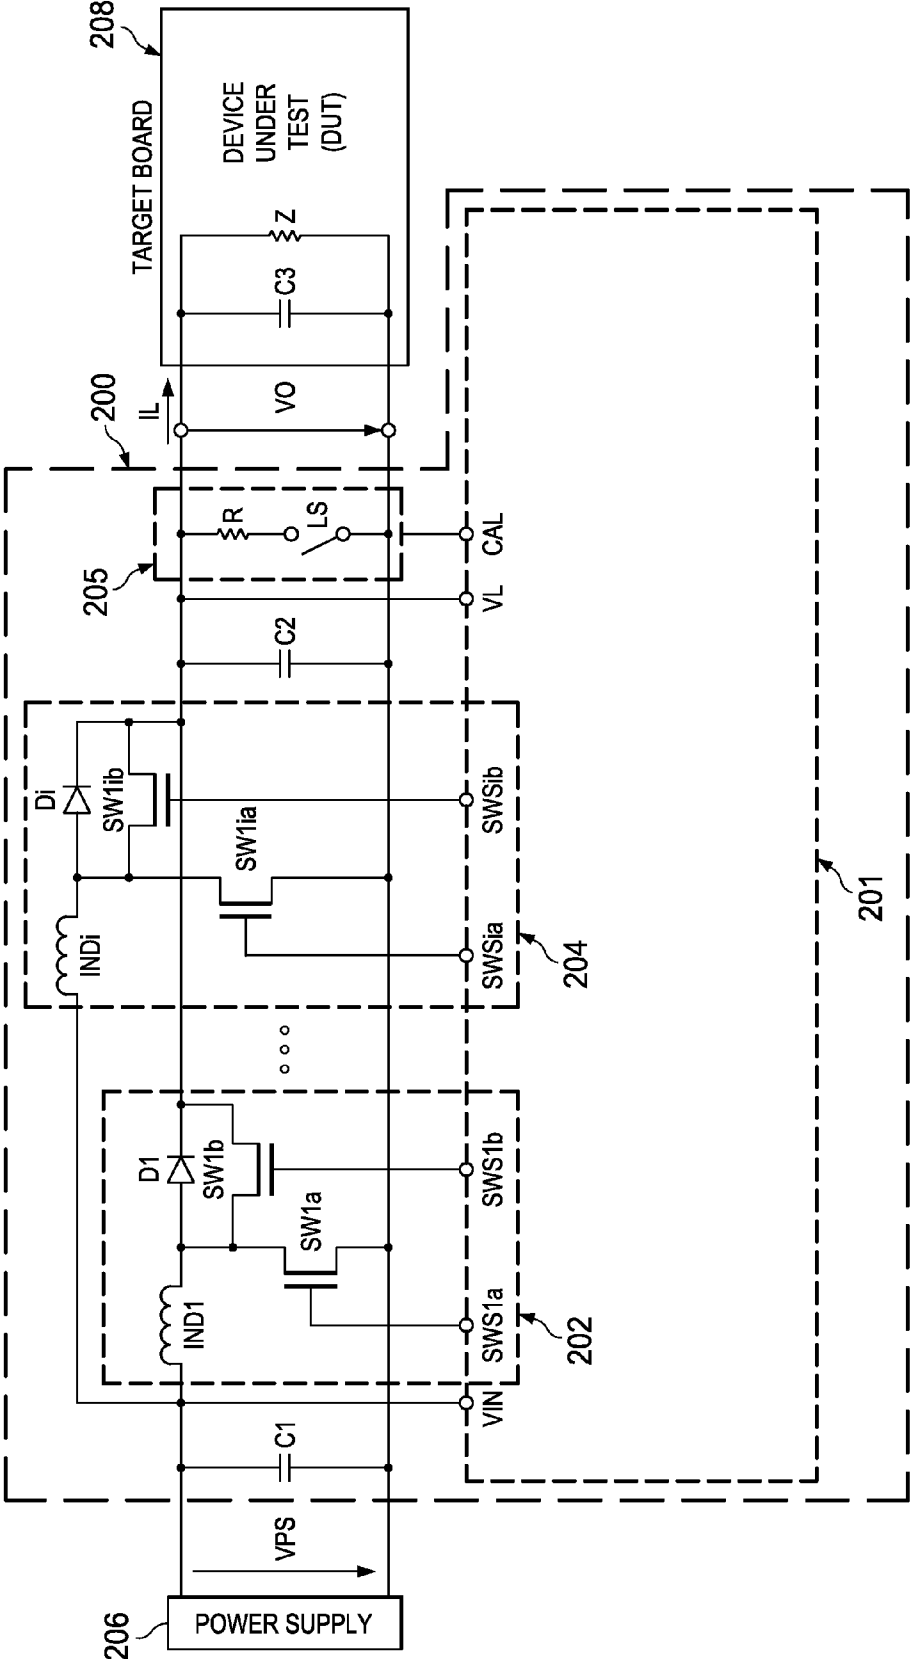 208
TARGET BOARD
DEVICE
UNDER
TEST
(DUT)
Z
C3
200
IL
VO
205
R
LS
CAL
VL
C2
Di
SW1ib
SW1ia
INDi
SWSib
SWSia
204
201
D1
SW1b
SW1a
IND1
SWS1b
SWS1a
202
VIN
C1
VPS
206
POWER SUPPLY